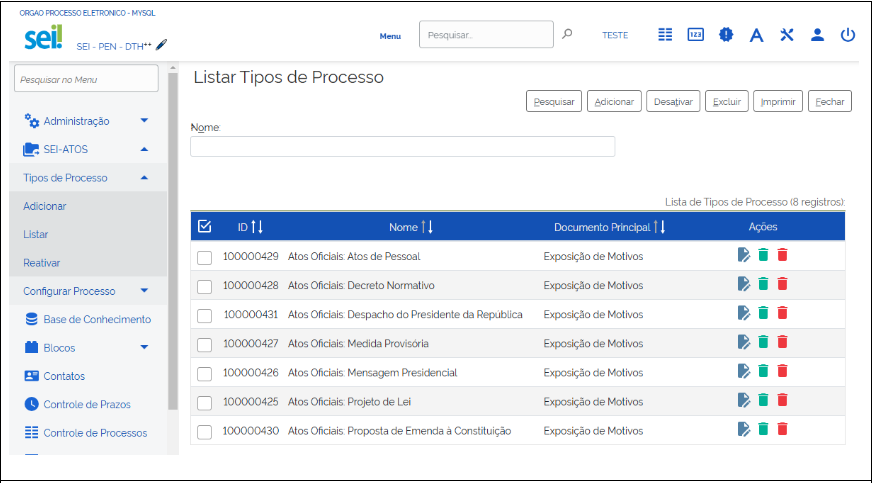 ORGAO PROCESSO ELETRONICO - MYSQL
sei!
SEI - PEN - DTH++
Menu
Pesquisar..
TESTE
123
A
Pesquisar no Menu
Administração
SEI-ATOS
Tipos de Processo
Adicionar
Listar
Reativar
Configurar Processo
Base de Conhecimento
Blocos
Contatos
Controle de Prazos
Controle de Processos
Listar Tipos de Processo
Pesquisar Adicionar Desativar Excluir Imprimir Fechar
Nome:
Lista de Tipos de Processo (8 registros):
ID Nome Documento Principal Ações
100000429 Atos Oficiais: Atos de Pessoal Exposição de Motivos
100000428 Atos Oficiais: Decreto Normativo Exposição de Motivos
100000431 Atos Oficiais: Despacho do Presidente da República Exposição de Motivos
100000427 Atos Oficiais: Medida Provisória Exposição de Motivos
100000426 Atos Oficiais: Mensagem Presidencial Exposição de Motivos
100000425 Atos Oficiais: Projeto de Lei Exposição de Motivos
100000430 Atos Oficiais: Proposta de Emenda à Constituição Exposição de Motivos